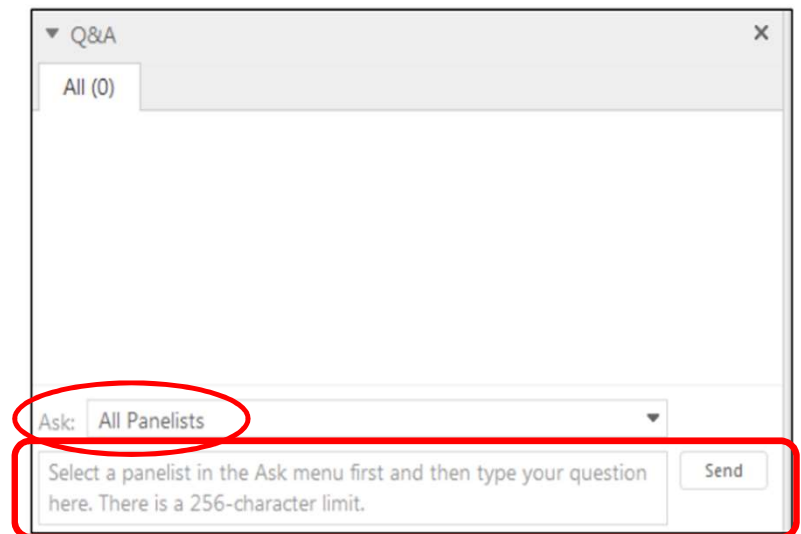 Q&A
All (0)
Ask: All Panelists
Select a panelist in the Ask menu first and then type your question
here. There is a 256-character limit.
Send